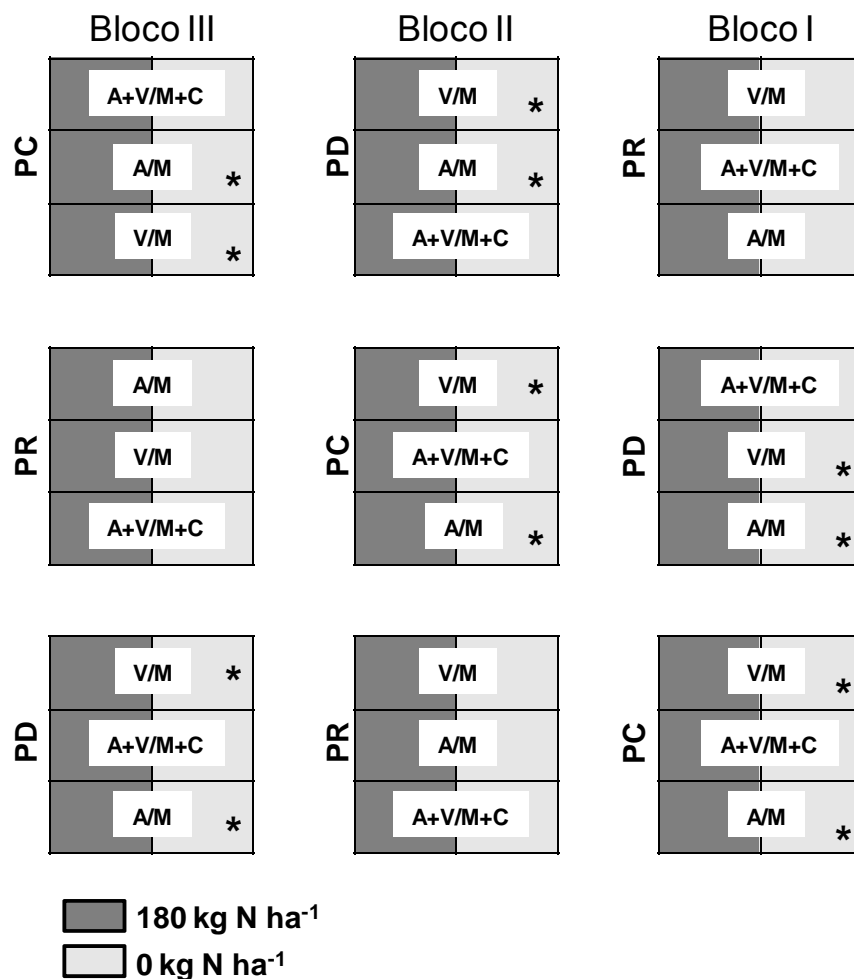 Bloco III Bloco II Bloco I
PC
A+V/M+C
A/M *
V/M *
PD
V/M *
A/M *
A+V/M+C
PR
V/M
A+V/M+C
A/M
PR
A/M
V/M
A+V/M+C
PC
V/M *
A+V/M+C
A/M *
PD
A+V/M+C
V/M *
A/M *
PD
V/M *
A+V/M+C
A/M *
PR
V/M
A/M
A+V/M+C
PC
V/M *
A+V/M+C
A/M *
180 kg N ha⁻¹
0 kg N ha⁻¹